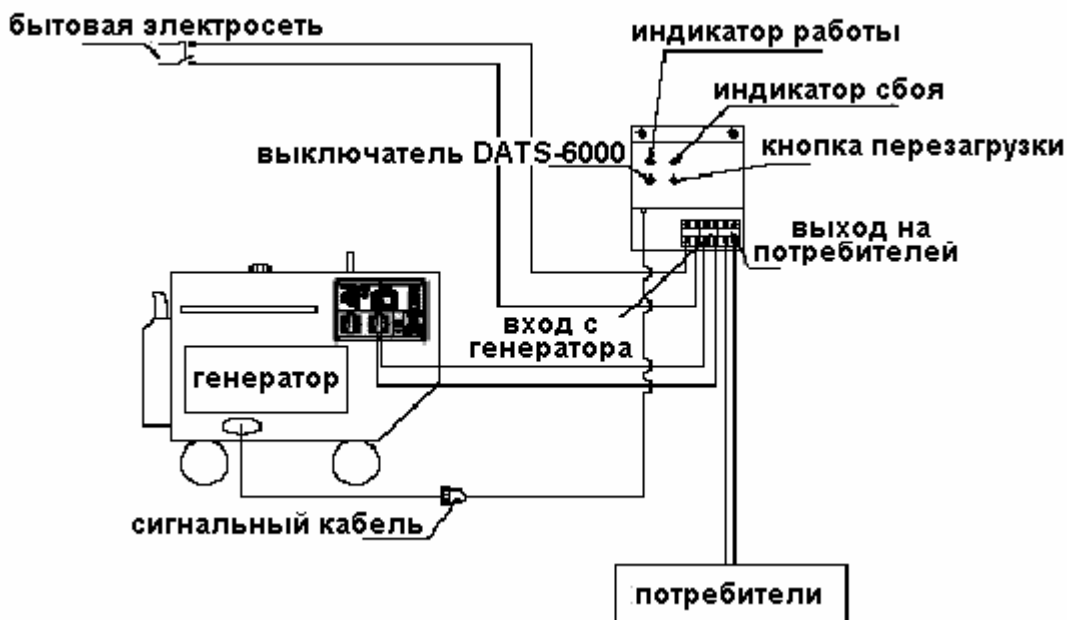 бытовая электросеть
индикатор работы
индикатор сбоя
выключатель DATS-6000
кнопка перезагрузки
выход на
потребителей
вход с
генератора
генератор
сигнальный кабель
потребители